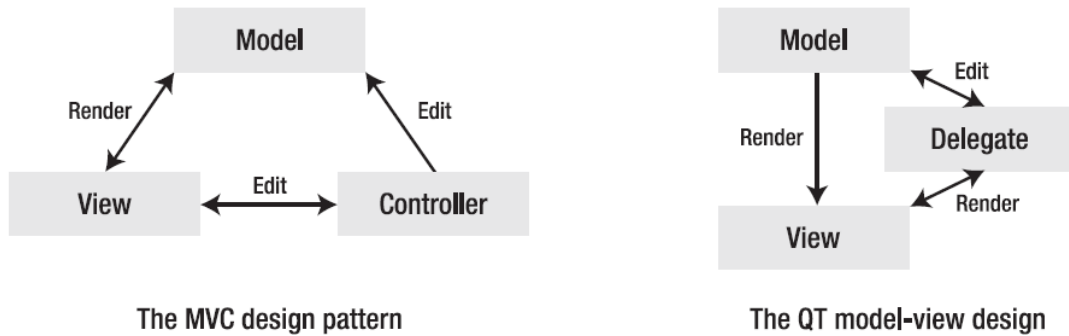 Model
Render
Edit
View
Edit
Controller
The MVC design pattern
Model
Edit
Render
Delegate
Render
View
The QT model-view design